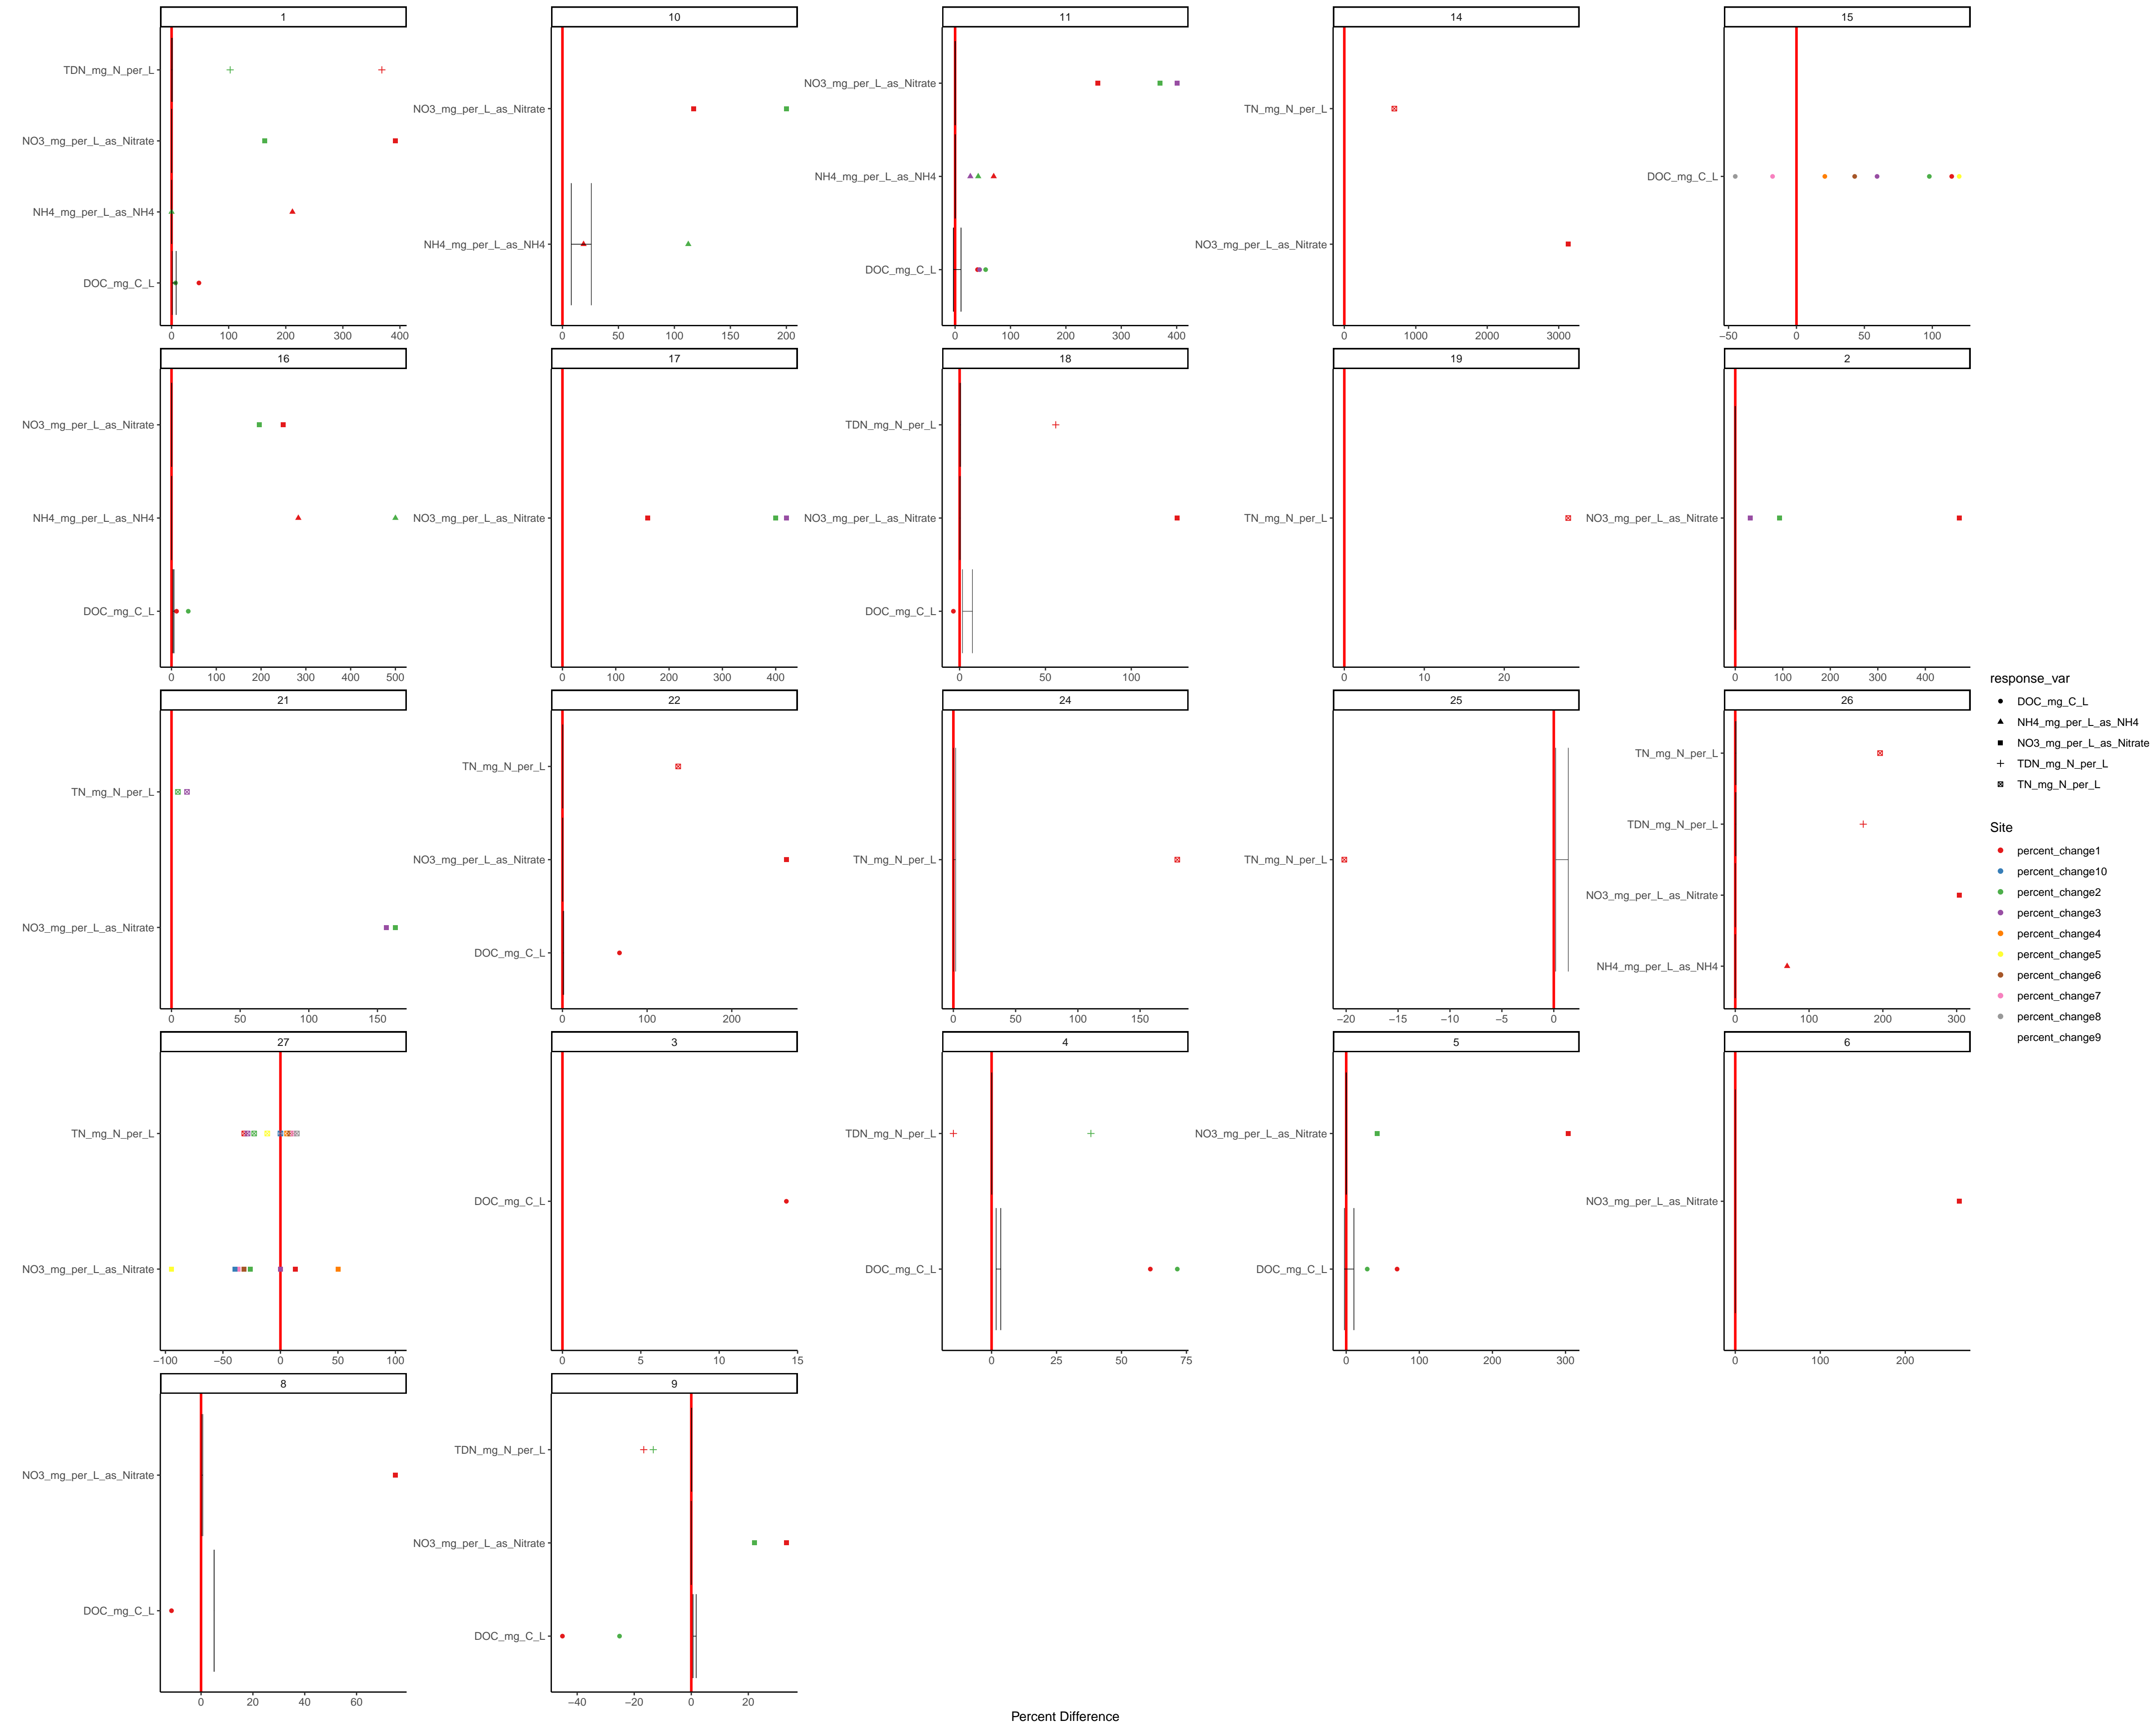 1
10
11
14
15
TDN_mg_N_per_L
NO3_mg_per_L_as_Nitrate
NH4_mg_per_L_as_NH4
DOC_mg_C_L
0 100 200 300 400
NO3_mg_per_L_as_Nitrate
NH4_mg_per_L_as_NH4
0 50 100 150 200
NO3_mg_per_L_as_Nitrate
NH4_mg_per_L_as_NH4
DOC_mg_C_L
0 100 200 300 400
TN_mg_N_per_L
NO3_mg_per_L_as_Nitrate
0 1000 2000 3000
DOC_mg_C_L
−50 0 50 100
16
17
18
19
2
NO3_mg_per_L_as_Nitrate
NH4_mg_per_L_as_NH4
DOC_mg_C_L
0 100 200 300 400 500
NO3_mg_per_L_as_Nitrate
0 100 200 300 400
TDN_mg_N_per_L
NO3_mg_per_L_as_Nitrate
DOC_mg_C_L
0 50 100
TN_mg_N_per_L
0 10 20
NO3_mg_per_L_as_Nitrate
0 100 200 300 400
21
22
24
25
26
TN_mg_N_per_L
NO3_mg_per_L_as_Nitrate
0 50 100 150
TN_mg_N_per_L
NO3_mg_per_L_as_Nitrate
DOC_mg_C_L
0 100 200
TN_mg_N_per_L
0 50 100 150
TN_mg_N_per_L
−20 −15 −10 −5 0
TN_mg_N_per_L
TDN_mg_N_per_L
NO3_mg_per_L_as_Nitrate
NH4_mg_per_L_as_NH4
0 100 200 300
27
3
4
5
6
TN_mg_N_per_L
NO3_mg_per_L_as_Nitrate
−100 −50 0 50 100
DOC_mg_C_L
0 5 10 15
TDN_mg_N_per_L
DOC_mg_C_L
0 25 50 75
NO3_mg_per_L_as_Nitrate
DOC_mg_C_L
0 100 200 300
NO3_mg_per_L_as_Nitrate
0 100 200
8
9
NO3_mg_per_L_as_Nitrate
DOC_mg_C_L
0 20 40 60
TDN_mg_N_per_L
NO3_mg_per_L_as_Nitrate
DOC_mg_C_L
−40 −20 0 20
Percent Difference
response_var
DOC_mg_C_L
NH4_mg_per_L_as_NH4
NO3_mg_per_L_as_Nitrate
TDN_mg_N_per_L
TN_mg_N_per_L
Site
percent_change1
percent_change10
percent_change2
percent_change3
percent_change4
percent_change5
percent_change6
percent_change7
percent_change8
percent_change9